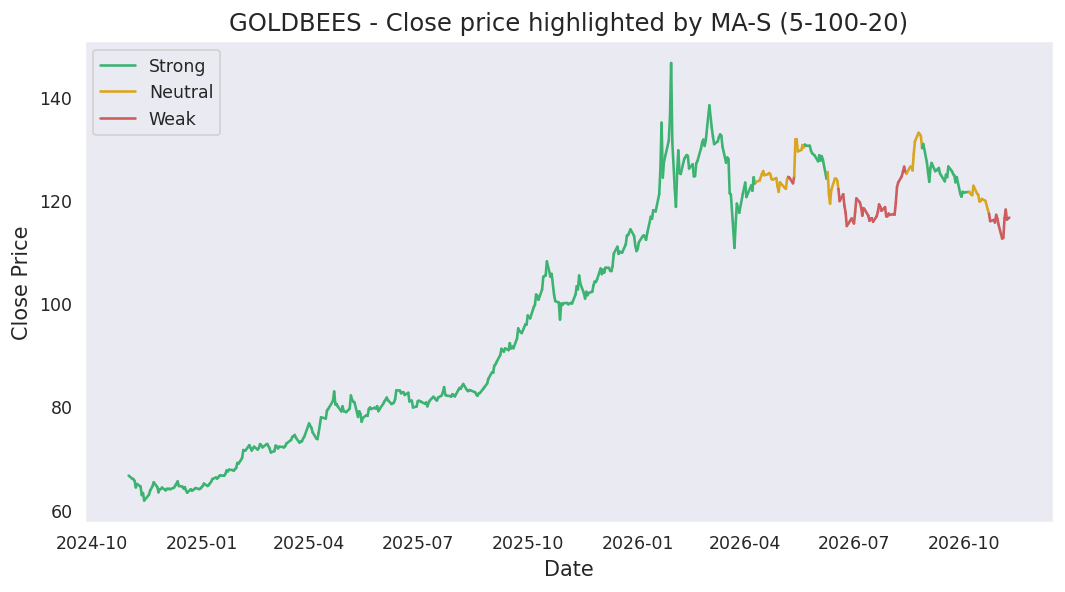 GOLDBEES - Close price highlighted by MA-S (5-100-20)
Strong
Neutral
Weak
140
120
100
80
60
Close Price
2024-10
2025-01
2025-04
2025-07
2025-10
2026-01
2026-04
2026-07
2026-10
Date